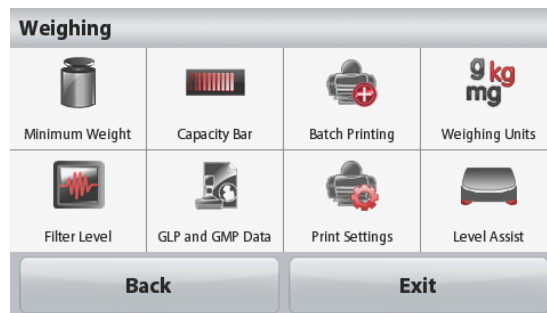 Weighing
g kg
mg
Minimum Weight
Capacity Bar
Batch Printing
Weighing Units
Filter Level
GLP and GMP Data
Print Settings
Level Assist
Back
Exit